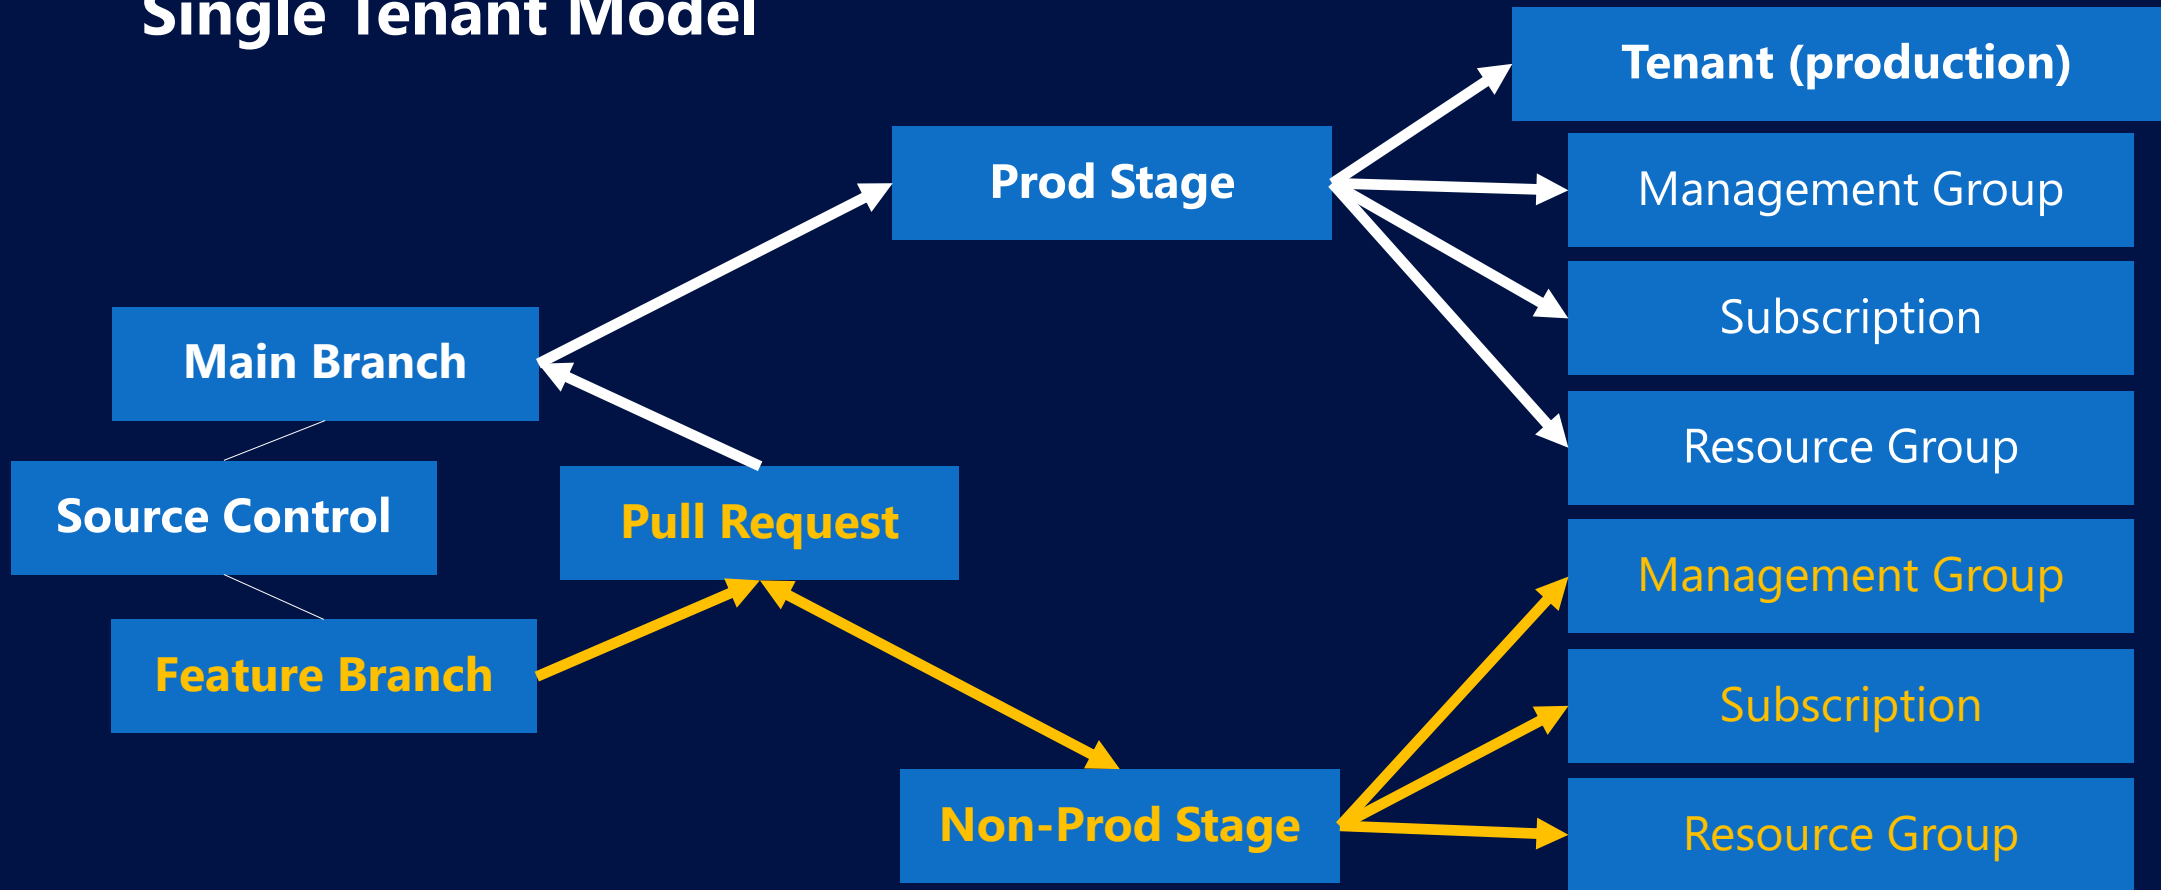 Single Tenant Model
Tenant (production)
Prod Stage
Management Group
Subscription
Main Branch
Resource Group
Source Control
Pull Request
Management Group
Feature Branch
Subscription
Non-Prod Stage
Resource Group